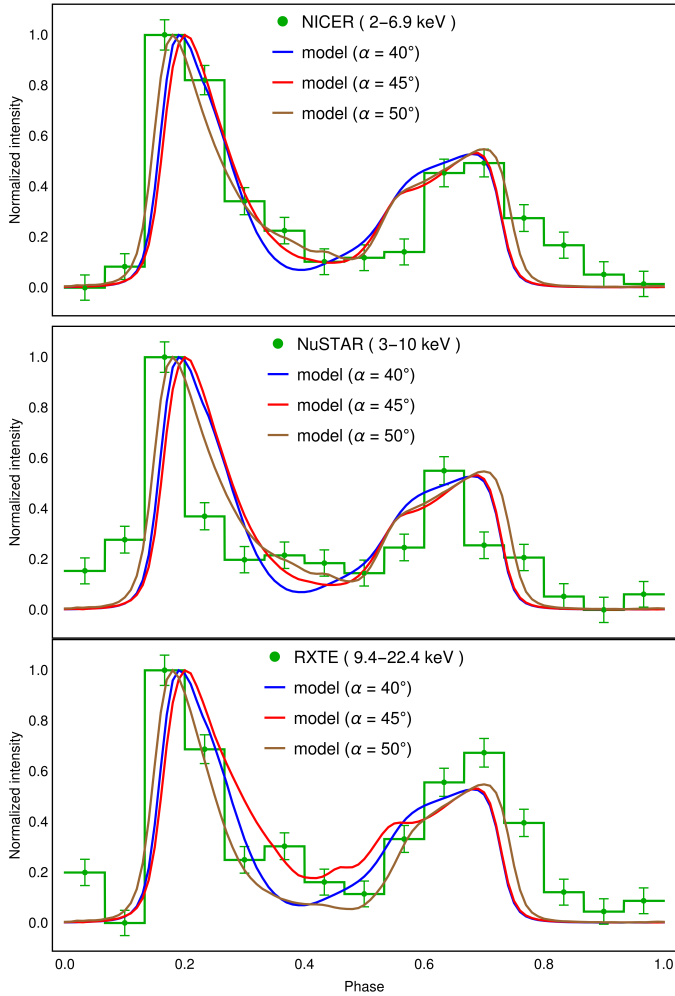 NICER ( 2−6.9 keV )
model (α = 40°)
model (α = 45°)
model (α = 50°)
1.0
0.8
0.6
0.4
0.2
0.0
Normalized intensity
NuSTAR ( 3−10 keV )
model (α = 40°)
model (α = 45°)
model (α = 50°)
1.0
0.8
0.6
0.4
0.2
0.0
Normalized intensity
RXTE ( 9.4−22.4 keV )
model (α = 40°)
model (α = 45°)
model (α = 50°)
1.0
0.8
0.6
0.4
0.2
0.0
Normalized intensity
0.0 0.2 0.4 0.6 0.8 1.0
Phase